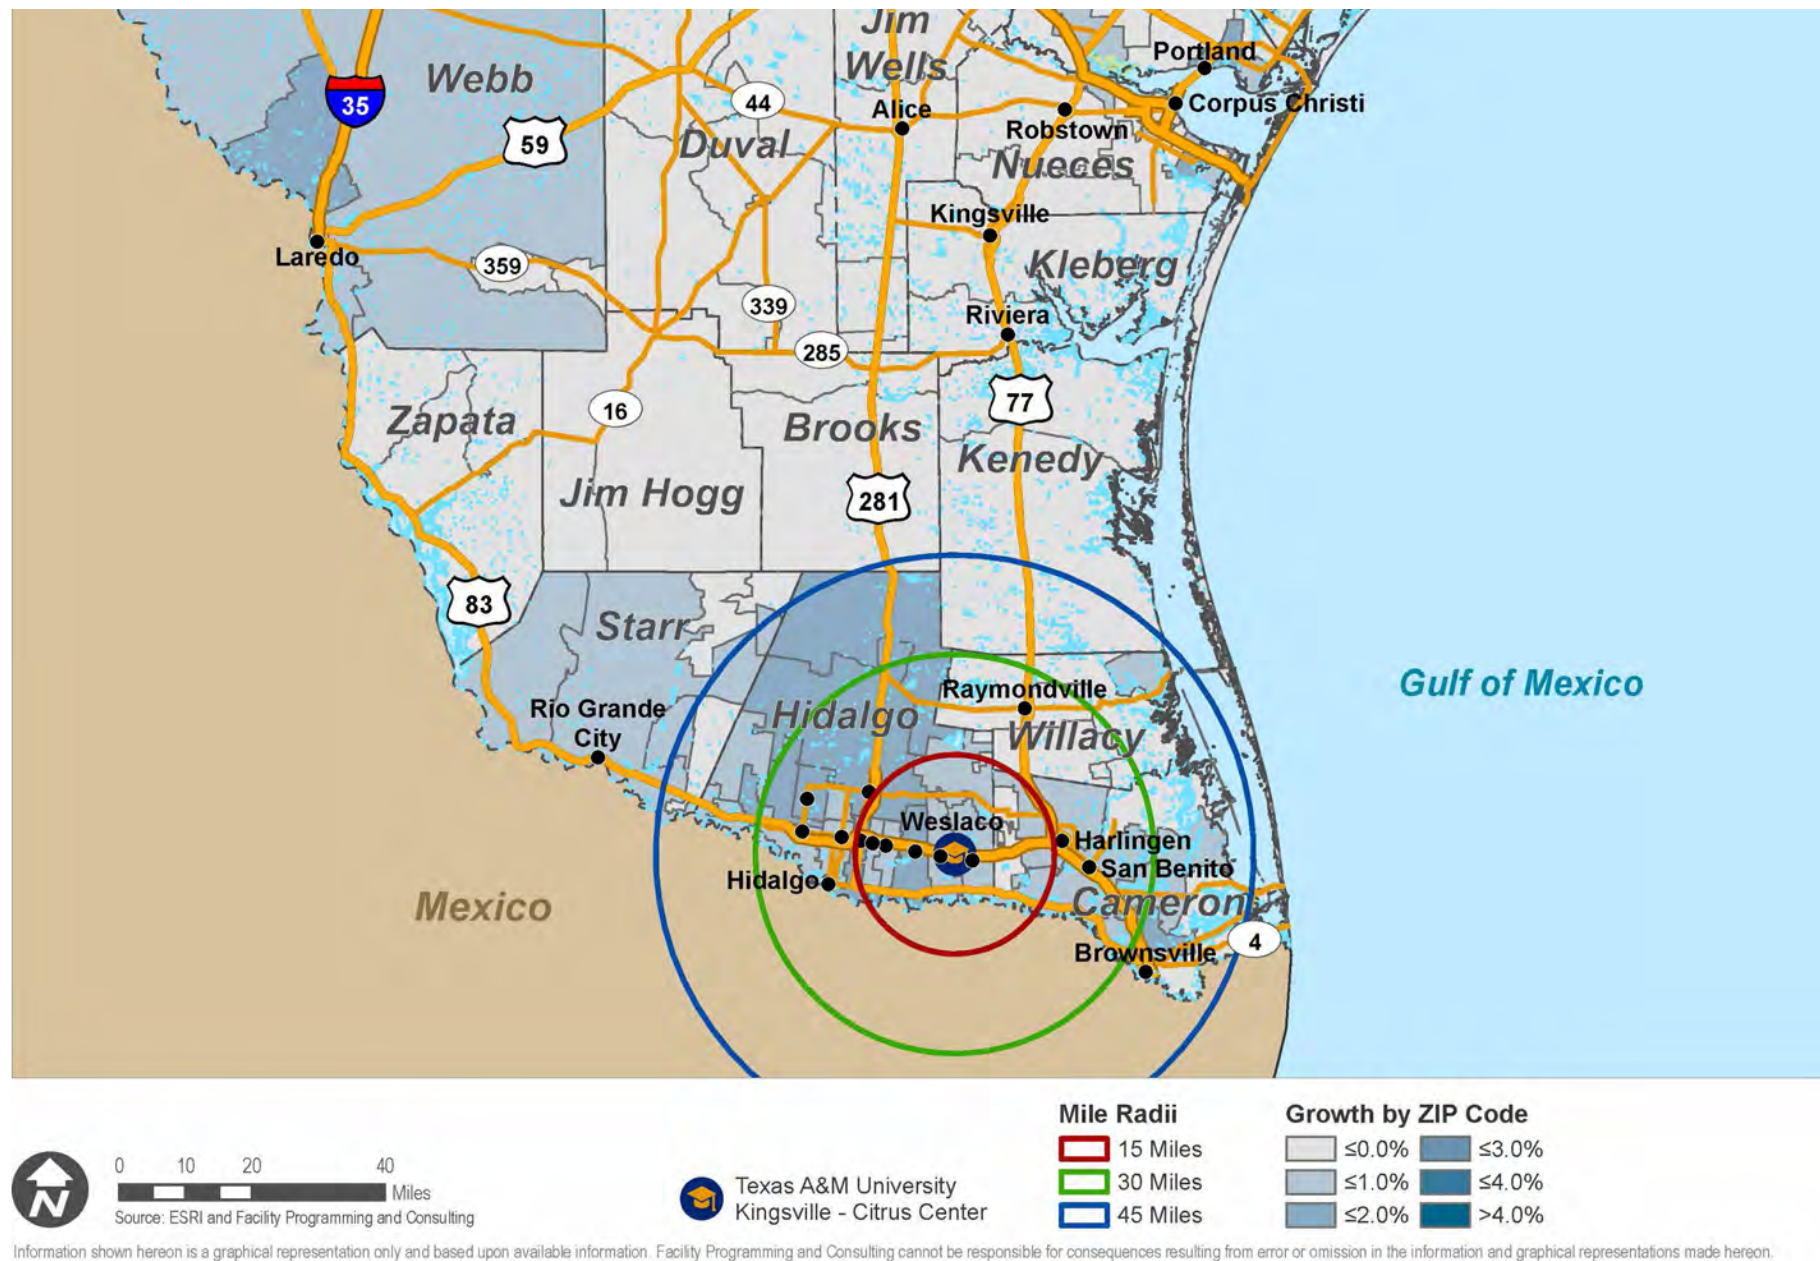 Jim
Wells
Portland
Webb
35
44
Alice
Corpus Christi
Robstown
59
Duval
Nueces
Kingsville
Laredo
359
Kleberg
339
Riviera
285
16
77
Zapata
Brooks
Kenedy
Jim Hogg
281
83
Starr
Gulf of Mexico
Raymondville
Rio Grande
City
Hidalgo
Willacy
Weslaco
Harlingen
San Benito
Hidalgo
Mexico
Cameron
4
Brownsville
Mile Radii
15 Miles
30 Miles
45 Miles
Growth by ZIP Code
≤0.0%
≤1.0%
≤2.0%
≤3.0%
≤4.0%
>4.0%
N
0 10 20 40
Miles
Source: ESRI and Facility Programming and Consulting
Texas A&M University
Kingsville - Citrus Center
Information shown hereon is a graphical representation only and based upon available information. Facility Programming and Consulting cannot be responsible for consequences resulting from error or omission in the information and graphical representations made hereon.